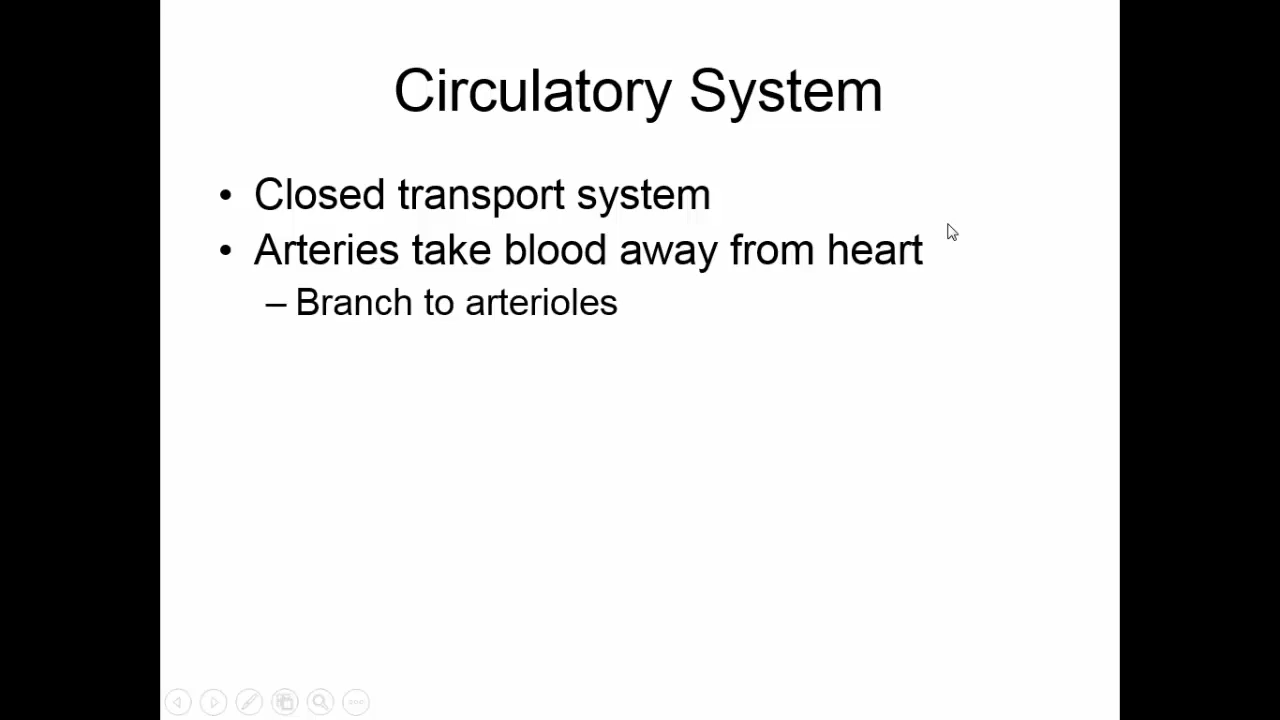 Circulatory System
• Closed transport system
• Arteries take blood away from heart
– Branch to arterioles